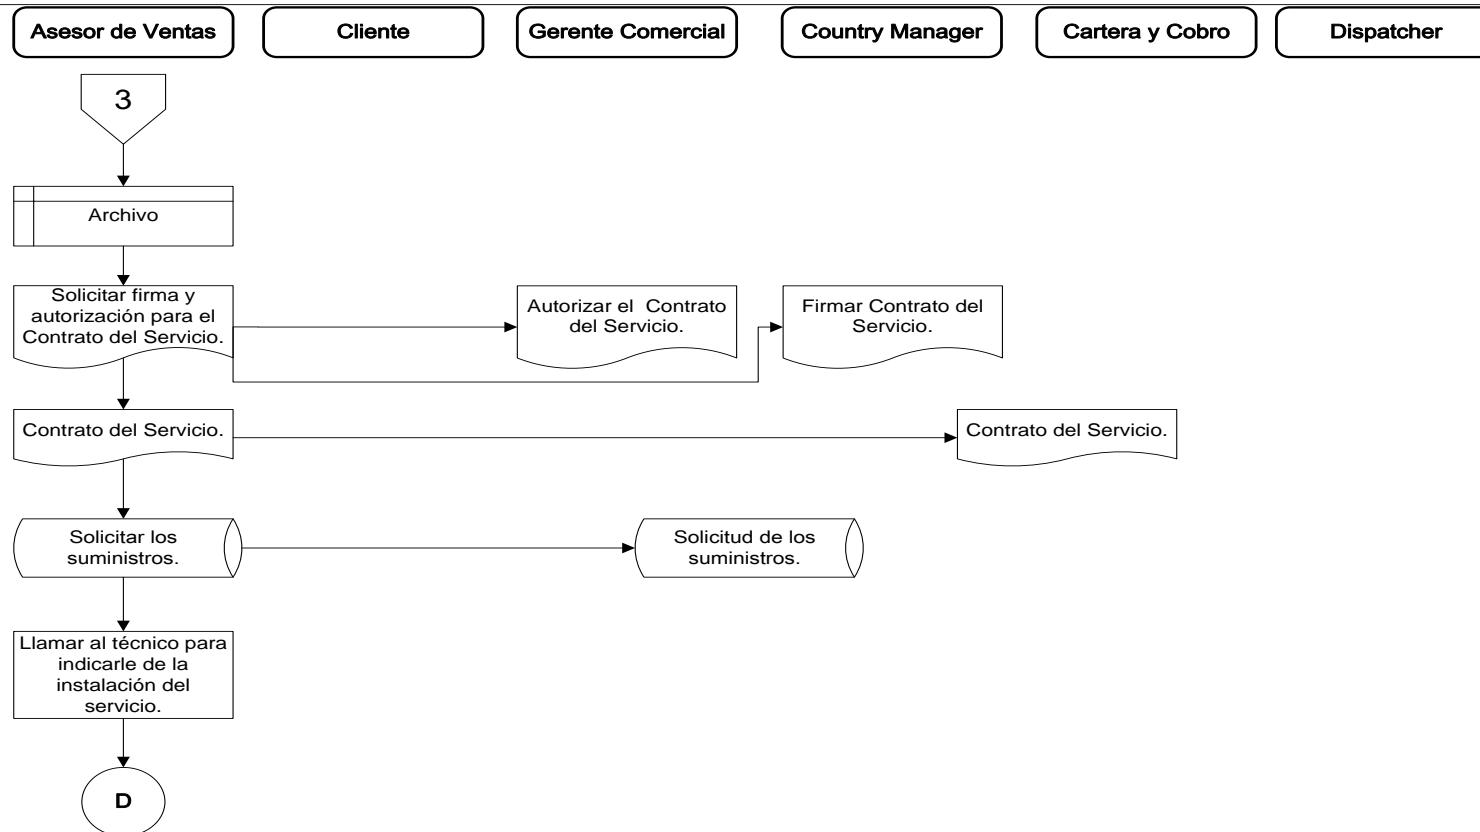 Asesor de Ventas
Cliente
Gerente Comercial
Country Manager
Cartera y Cobro
Dispatcher
3
Archivo
Solicitar firma y
autorización para el
Contrato del Servicio.
Autorizar el Contrato
del Servicio.
Firmar Contrato del
Servicio.
Contrato del Servicio.
Contrato del Servicio.
Solicitar los
suministros.
Solicitud de los
suministros.
Llamar al técnico para
indicarle de la
instalación del
servicio.
D